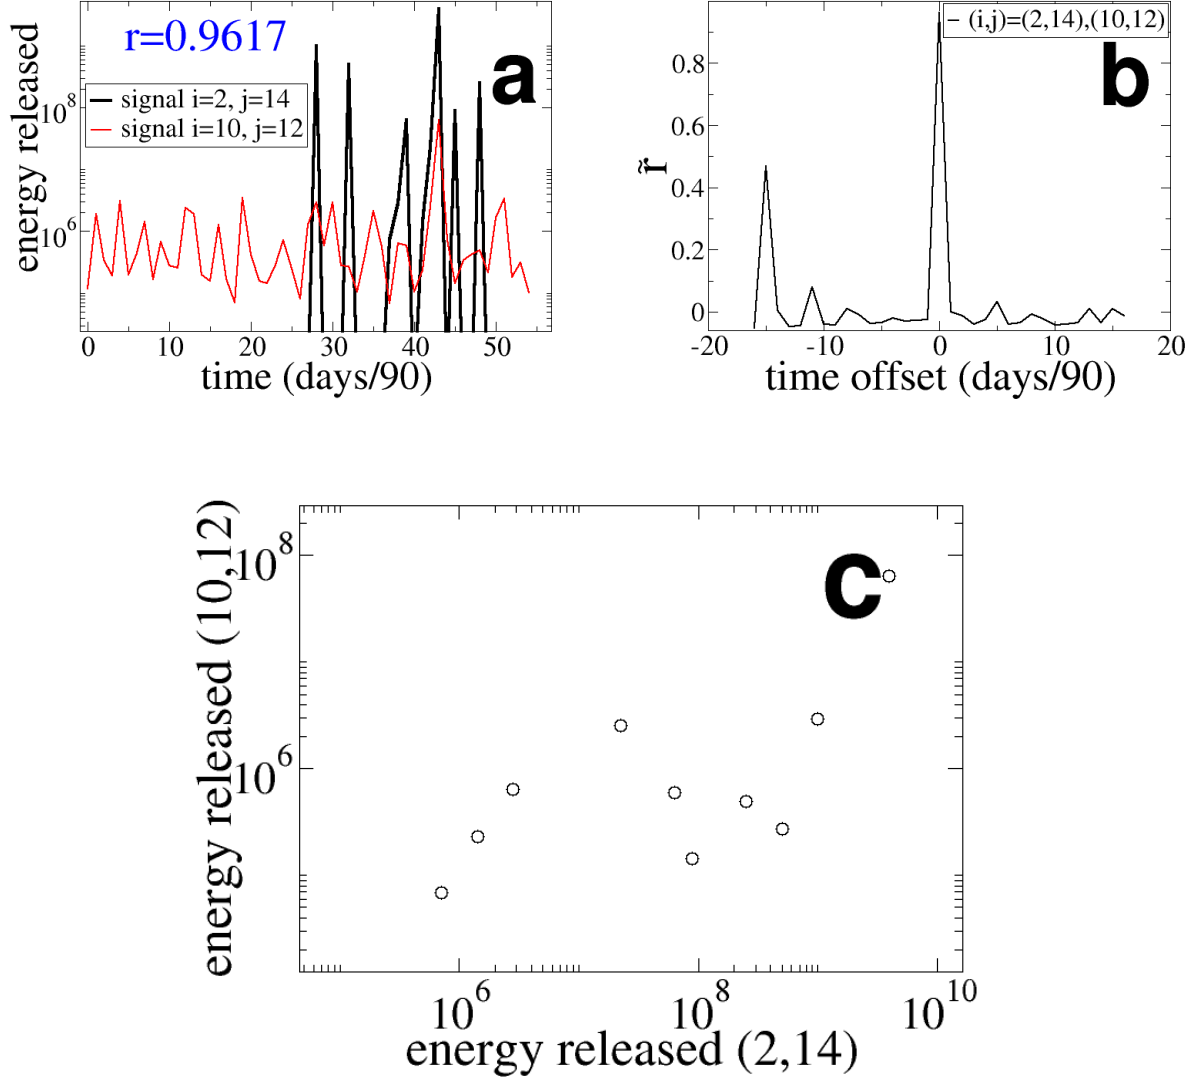 r=0.9617
a
signal i=2, j=14
signal i=10, j=12
10^8
10^6
energy released
0 10 20 30 40 50
time (days/90)
(i,j)=(2,14),(10,12)
b
0.8
0.6
0.4
0.2
0
r̃
-20 -10 0 10 20
time offset (days/90)
c
10^8
10^6
energy released (10,12)
10^6 10^8 10^10
energy released (2,14)